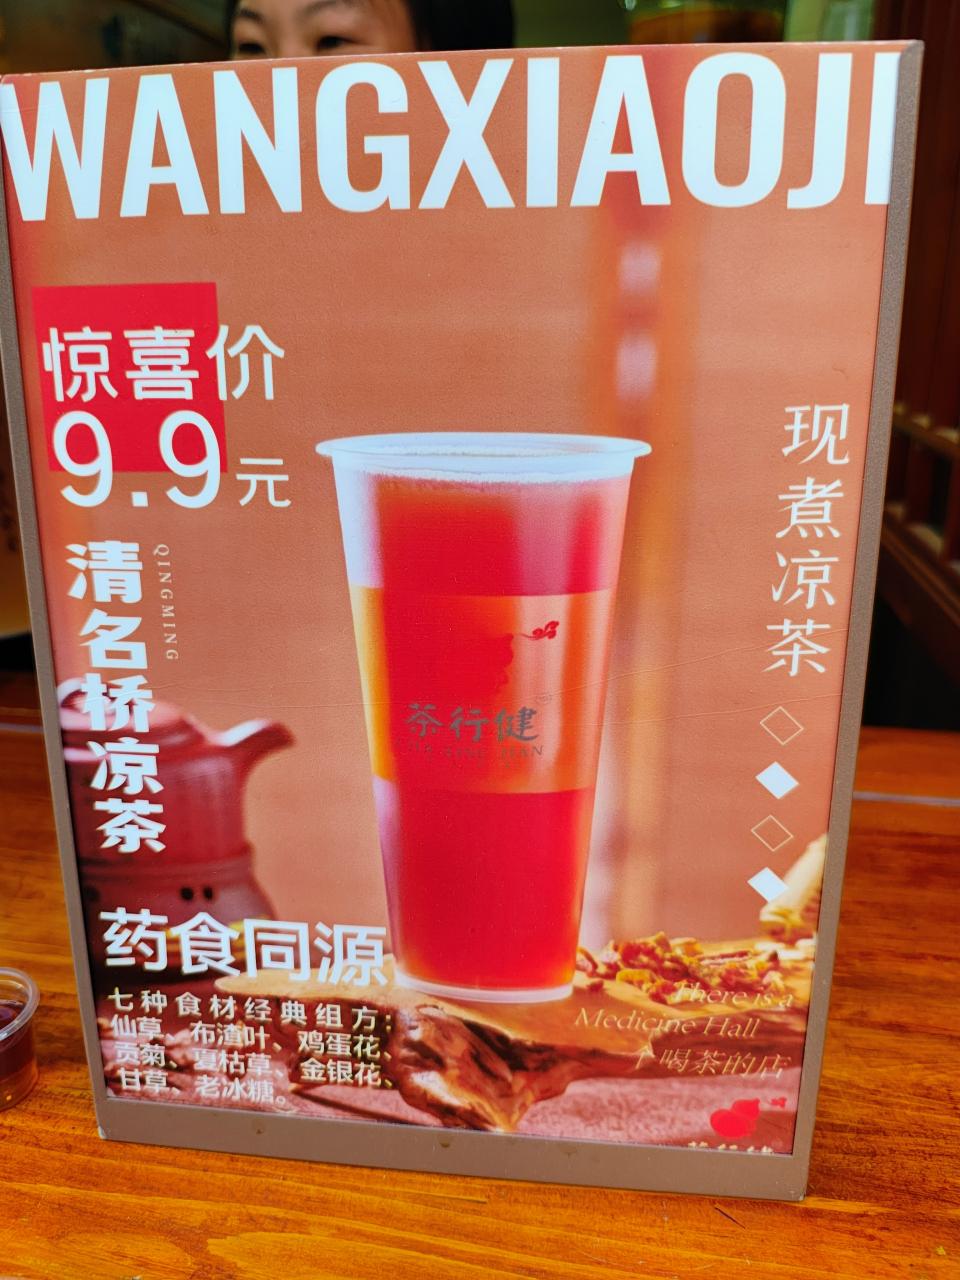 WANGXIAOJI
惊喜价
9.9元
清名桥凉茶
QINGMING
现煮凉茶
茶行健
CHA XING JIAN
药食同源
七种食材经典组方:
仙草、布渣叶、鸡蛋花、
贡菊、夏枯草、金银花、
甘草、老冰糖。
There is a
Medicine Hall
个喝茶的店